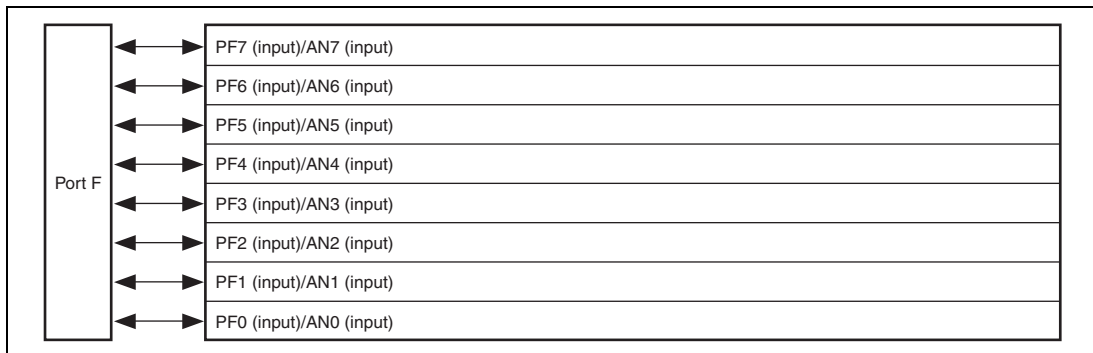 PF7 (input)/AN7 (input)
PF6 (input)/AN6 (input)
PF5 (input)/AN5 (input)
PF4 (input)/AN4 (input)
Port F
PF3 (input)/AN3 (input)
PF2 (input)/AN2 (input)
PF1 (input)/AN1 (input)
PF0 (input)/AN0 (input)